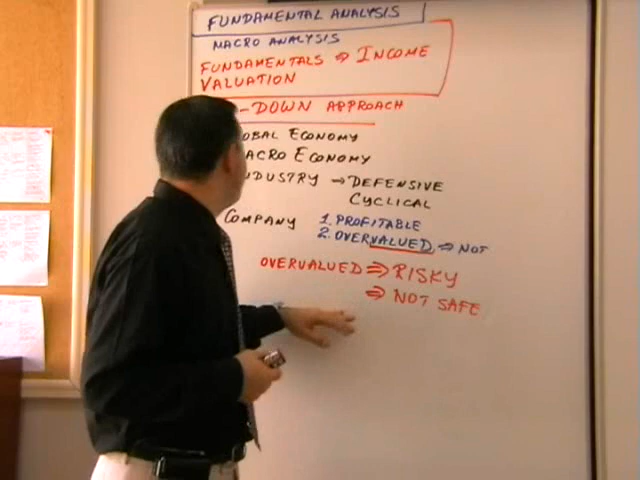 FUNDAMENTAL ANALYSIS
MACRO ANALYSIS
FUNDAMENTALS ⇒ INCOME
VALUATION
-DOWN APPROACH
OBAL ECONOMY
ACRO ECONOMY
DUSTRY → DEFENSIVE
CYCLICAL
COMPANY 1. PROFITABLE
2. OVERVALUED ⇒ NOT
OVERVALUED ⇒ RISKY
⇒ NOT SAFE